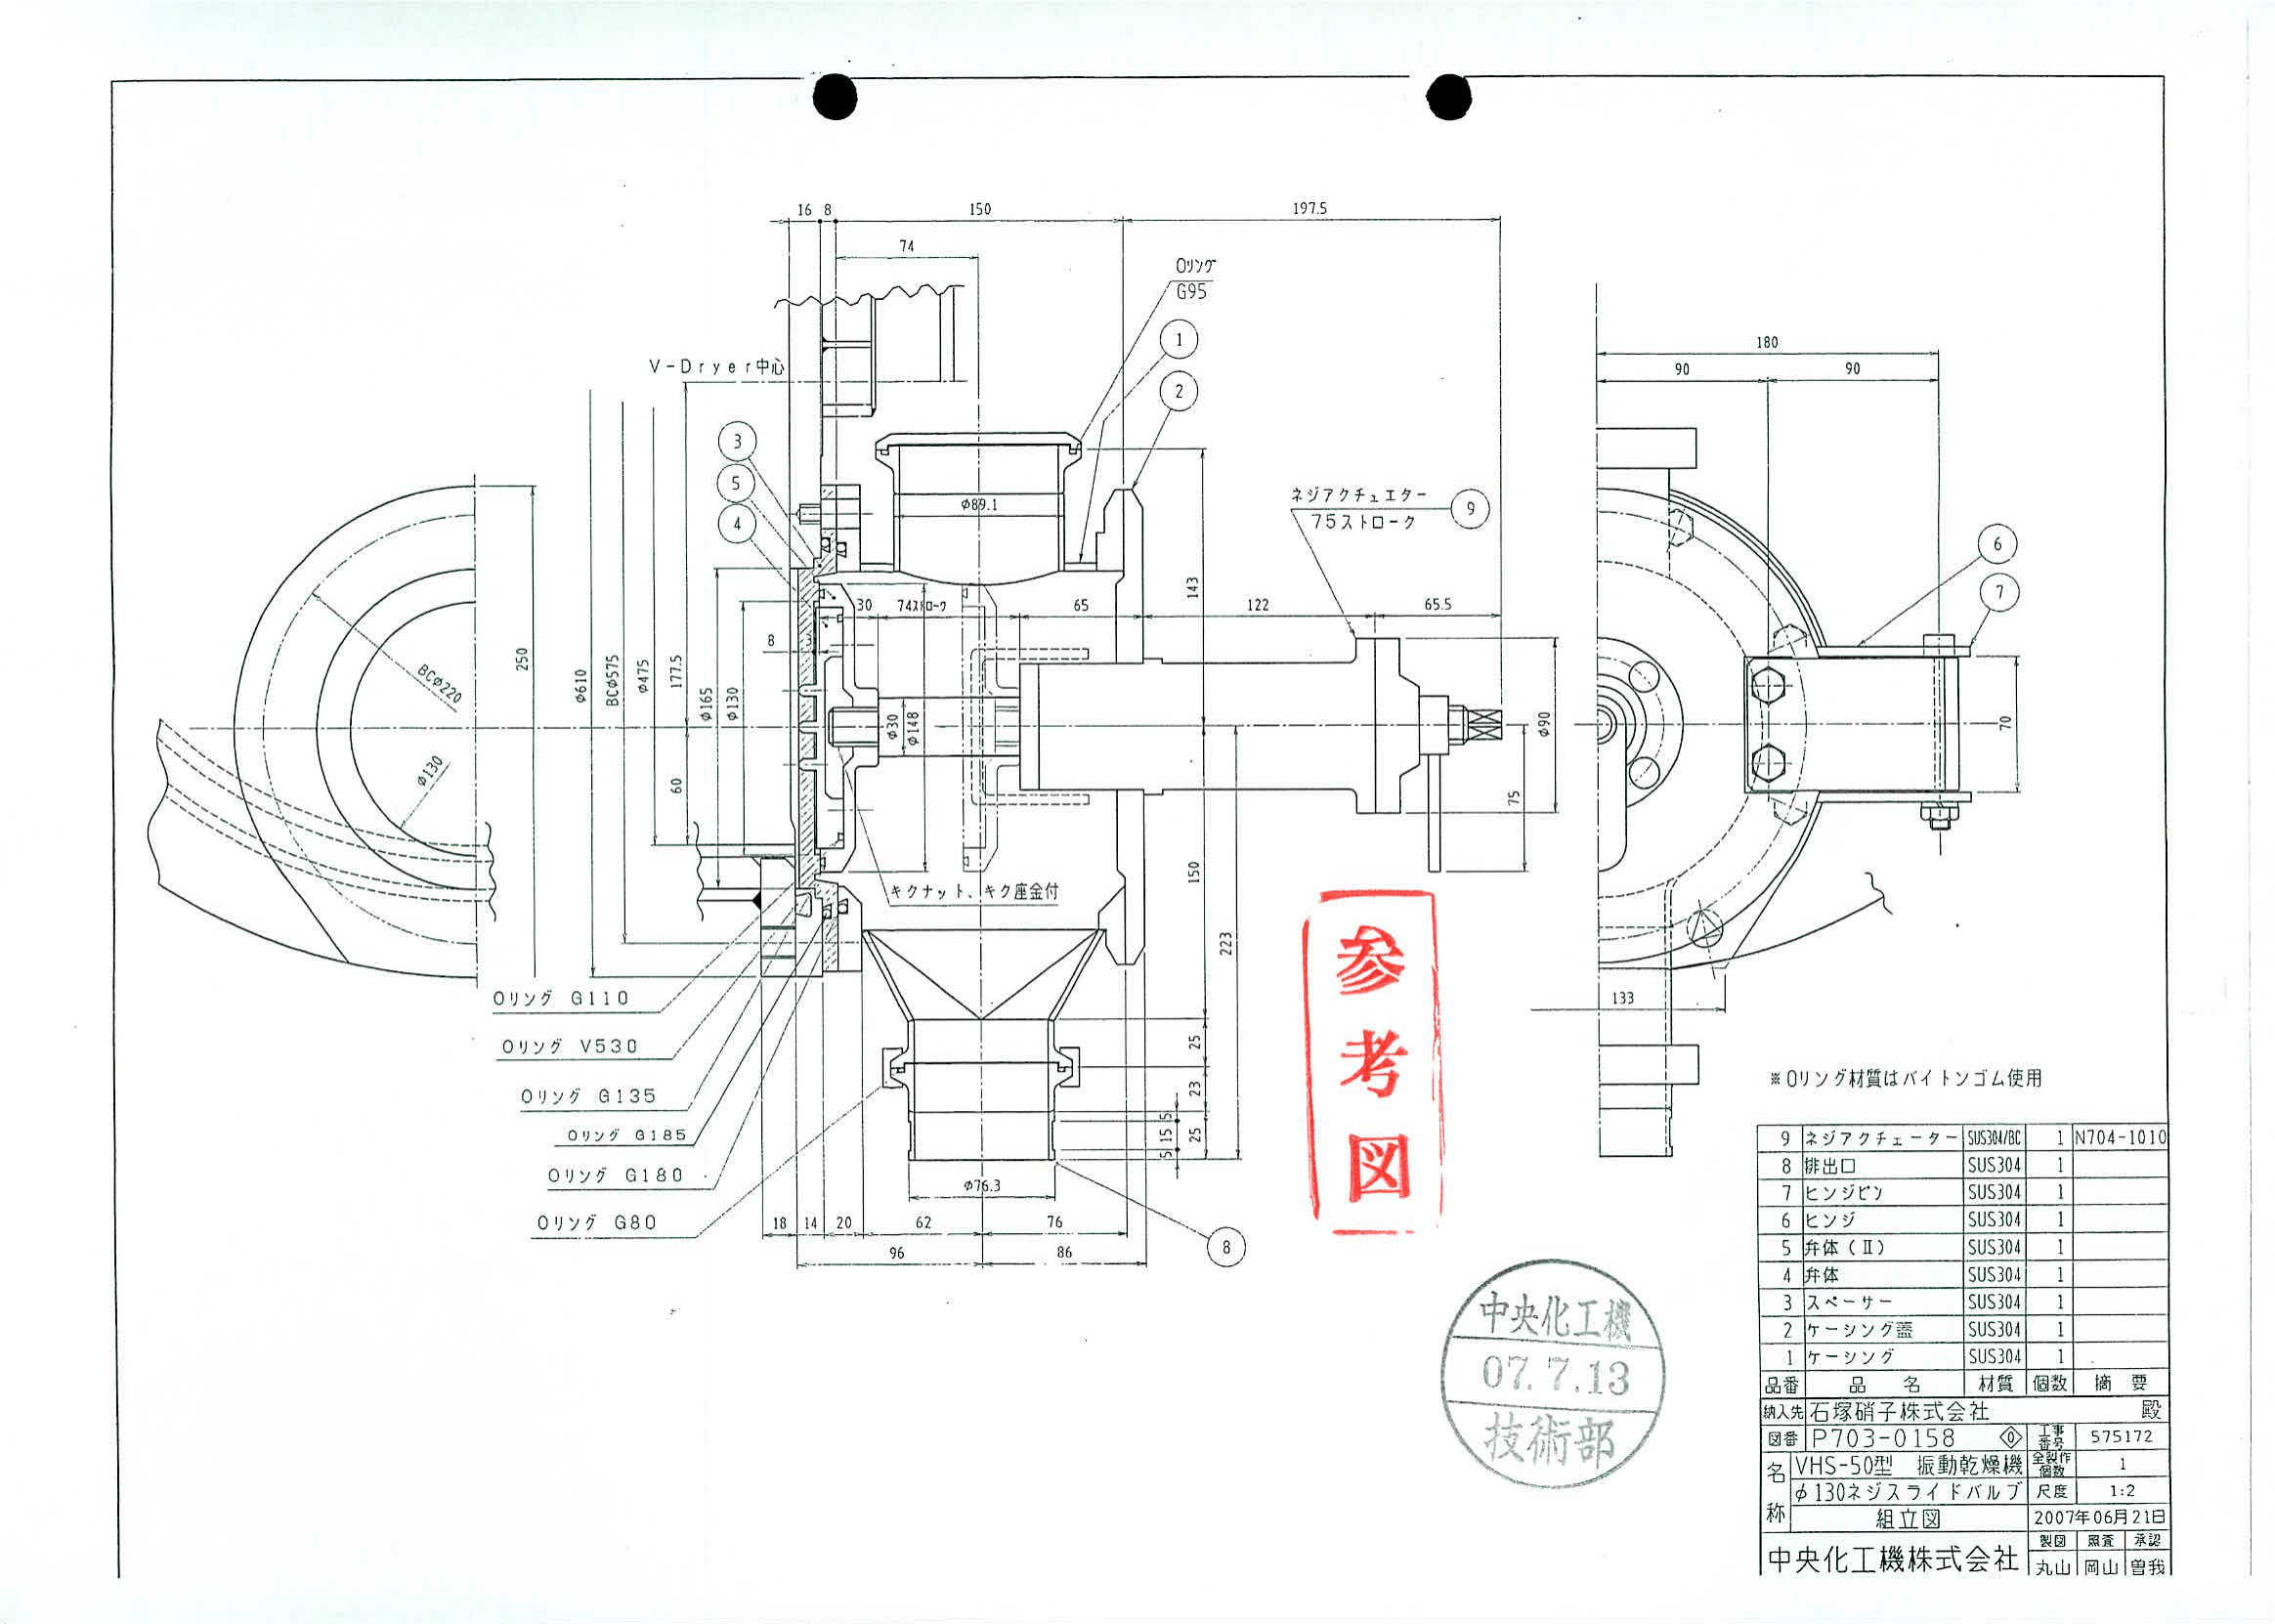 16 8 150 197.5
74
Oリング
G95
1
2
V-Dryer中心
180
90 90
3
5
4
φ89.1
ネジアクチュエター
75ストローク
9
6
7
143
30 74ストローク 65 122 65.5
8 3
250
BCφ220
φ130
φ610
BCφ575
φ475
177.5
60
φ165
φ130
φ30
φ148
φ90
75
70
キクナット、キク座金付
150
223
133
Oリング G110
Oリング V530
Oリング G135
Oリング G185
Oリング G180
Oリング G80
25
23
25
5
15
5
φ76.3
18 14 20 62 76
96 86
8
参考図
中央化工機
07.7.13
技術部
※Oリング材質はバイトンゴム使用
9 ネジアクチェーター SUS304/BC 1 N704-1010
8 排出口 SUS304 1
7 ヒンジピン SUS304 1
6 ヒンジ SUS304 1
5 弁体(Ⅱ) SUS304 1
4 弁体 SUS304 1
3 スペーサー SUS304 1
2 ケーシング蓋 SUS304 1
1 ケーシング SUS304 1
品番 品名 材質 個数 摘要
納入先 石塚硝子株式会社 殿
図番 P703-0158 0 工事番号 575172
名称 VHS-50型 振動乾燥機 全製作個数 1
φ130ネジスライドバルブ 尺度 1:2
組立図 2007年06月21日
製図 照査 承認
中央化工機株式会社 丸山 岡山 曽我